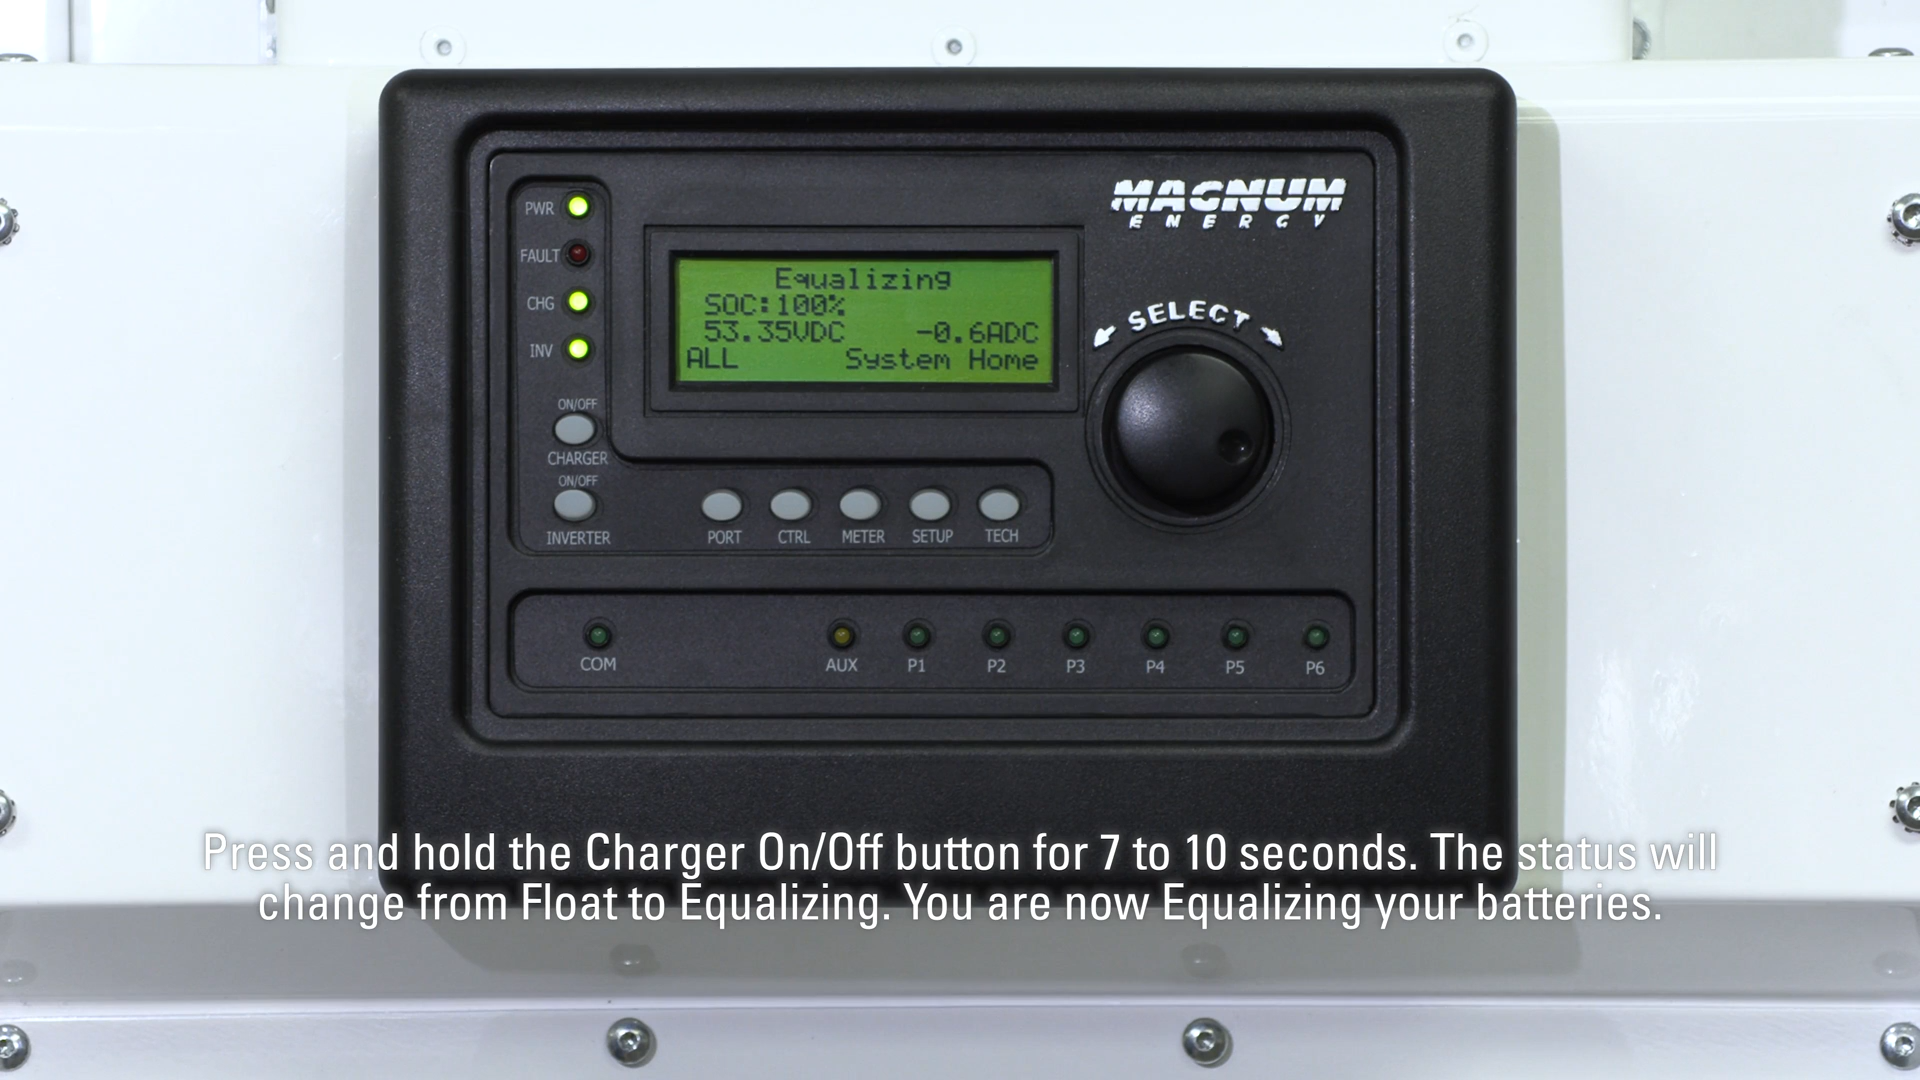 MAGNUM
ENERGY
PWR
FAULT
CHG
INV
Equalizing
SOC:100%
53.35VDC -0.6ADC
ALL System Home
SELECT
ON/OFF
CHARGER
ON/OFF
INVERTER
PORT CTRL METER SETUP TECH
COM AUX P1 P2 P3 P4 P5 P6
Press and hold the Charger On/Off button for 7 to 10 seconds. The status will
change from Float to Equalizing. You are now Equalizing your batteries.